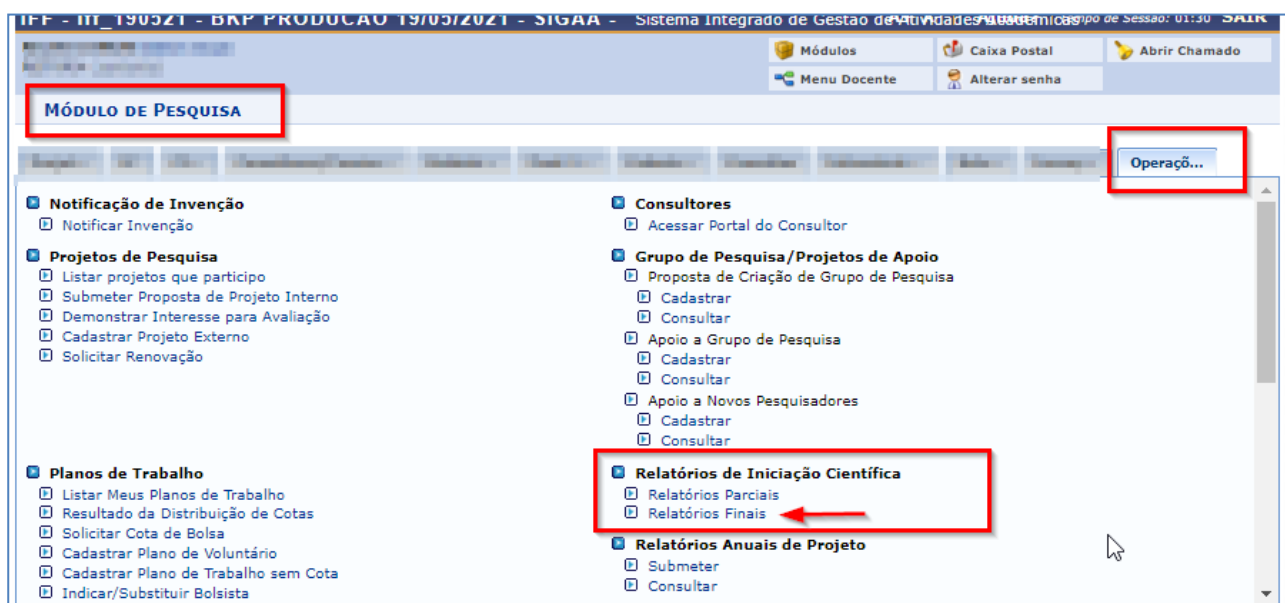 IFF - iff_190521 - BKP PRODUCAO 19/05/2021 - SIGAA - Sistema Integrado de Gestão de Atividades Acadêmicas Tempo de Sessão: 01:30 SAIR
Módulos Caixa Postal Abrir Chamado
Menu Docente Alterar senha
MÓDULO DE PESQUISA
Operaçõ...
Notificação de Invenção
Notificar Invenção
Projetos de Pesquisa
Listar projetos que participo
Submeter Proposta de Projeto Interno
Demonstrar Interesse para Avaliação
Cadastrar Projeto Externo
Solicitar Renovação
Planos de Trabalho
Listar Meus Planos de Trabalho
Resultado da Distribuição de Cotas
Solicitar Cota de Bolsa
Cadastrar Plano de Voluntário
Cadastrar Plano de Trabalho sem Cota
Indicar/Substituir Bolsista
Consultores
Acessar Portal do Consultor
Grupo de Pesquisa/Projetos de Apoio
Proposta de Criação de Grupo de Pesquisa
Cadastrar
Consultar
Apoio a Grupo de Pesquisa
Cadastrar
Consultar
Apoio a Novos Pesquisadores
Cadastrar
Consultar
Relatórios de Iniciação Científica
Relatórios Parciais
Relatórios Finais
Relatórios Anuais de Projeto
Submeter
Consultar